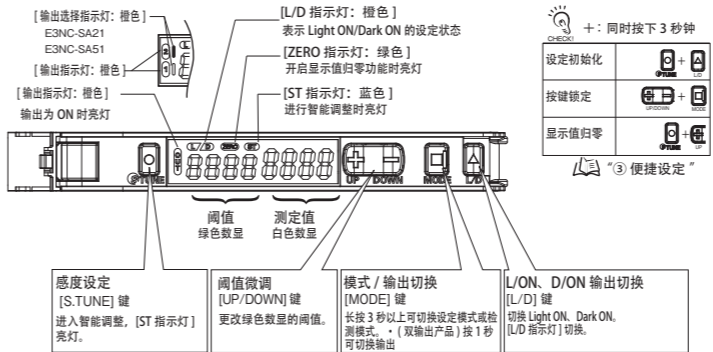 [ 输出选择指示灯：橙色 ]
E3NC-SA21
E3NC-SA51
[ 输出指示灯：橙色 ]
[ 输出指示灯：橙色 ]
输出为 ON 时亮灯
[L/D 指示灯：橙色 ]
表示 Light ON/Dark ON 的设定状态
[ZERO 指示灯：绿色 ]
开启显示值归零功能时亮灯
[ST 指示灯：蓝色 ]
进行智能调整时亮灯
CHECK!
＋：同时按下 3 秒钟
设定初始化
TUNE
+
L/D
按键锁定
UP/DOWN
+
MODE
显示值归零
TUNE
+
UP
“③ 便捷设定 ”
2
1
OUT
L / D ZERO ST
TUNE
UP DOWN
MODE
L/D
阈值
绿色数显
测定值
白色数显
感度设定
[S.TUNE] 键
进入智能调整，[ST 指示灯 ]
亮灯。
阈值微调
[UP/DOWN] 键
更改绿色数显的阈值。
模式 / 输出切换
[MODE] 键
长按 3 秒以上可切换设定模式或检
测模式。・ ( 双输出产品 ) 按 1 秒
可切换输出
L/ON、D/ON 输出切换
[L/D] 键
切换 Light ON、Dark ON。
[L/D 指示灯 ] 切换。